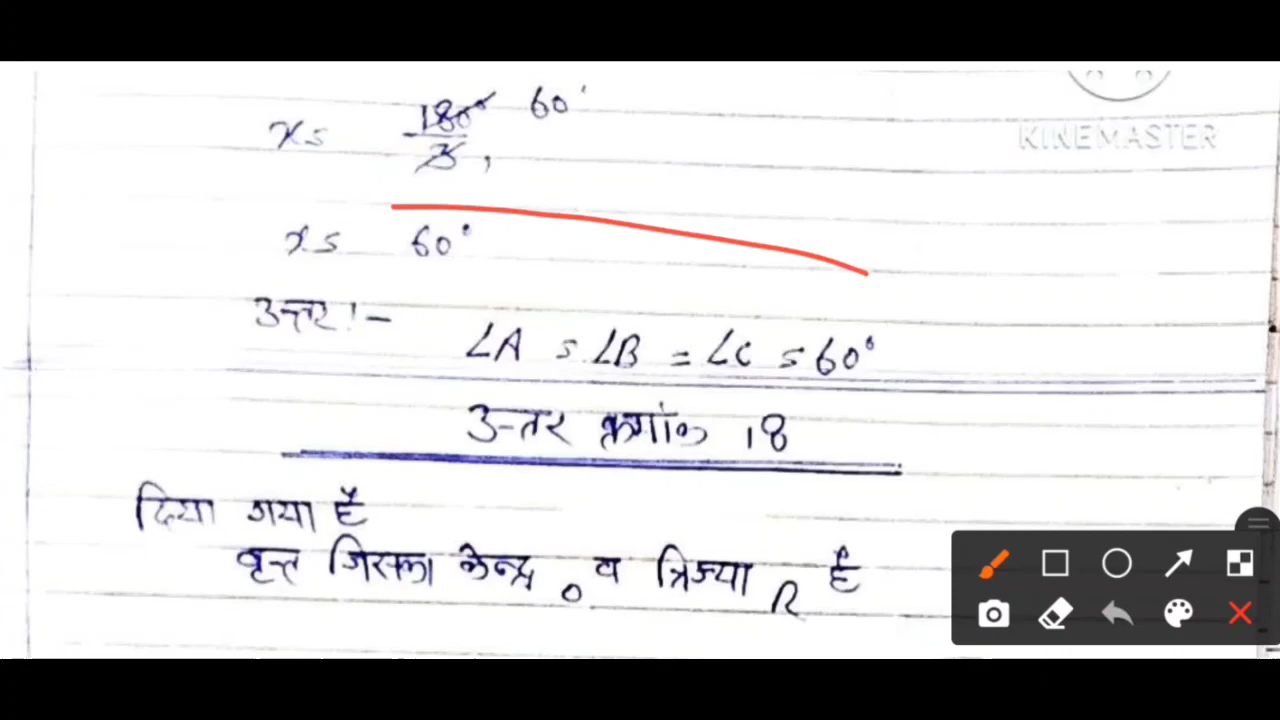 x = 180°/3 60°
KINEMASTER
x = 60°
उत्तर :-
∠A = ∠B = ∠C = 60°
उत्तर क्रमांक 18
दिया गया है
वृत्त जिसका केन्द्र O व त्रिज्या R है